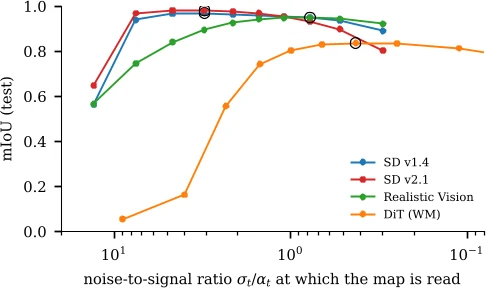 mIoU (test)
1.0
0.8
0.6
0.4
0.2
0.0
10¹
10⁰
10⁻¹
noise-to-signal ratio σₜ/αₜ at which the map is read
SD v1.4
SD v2.1
Realistic Vision
DiT (WM)